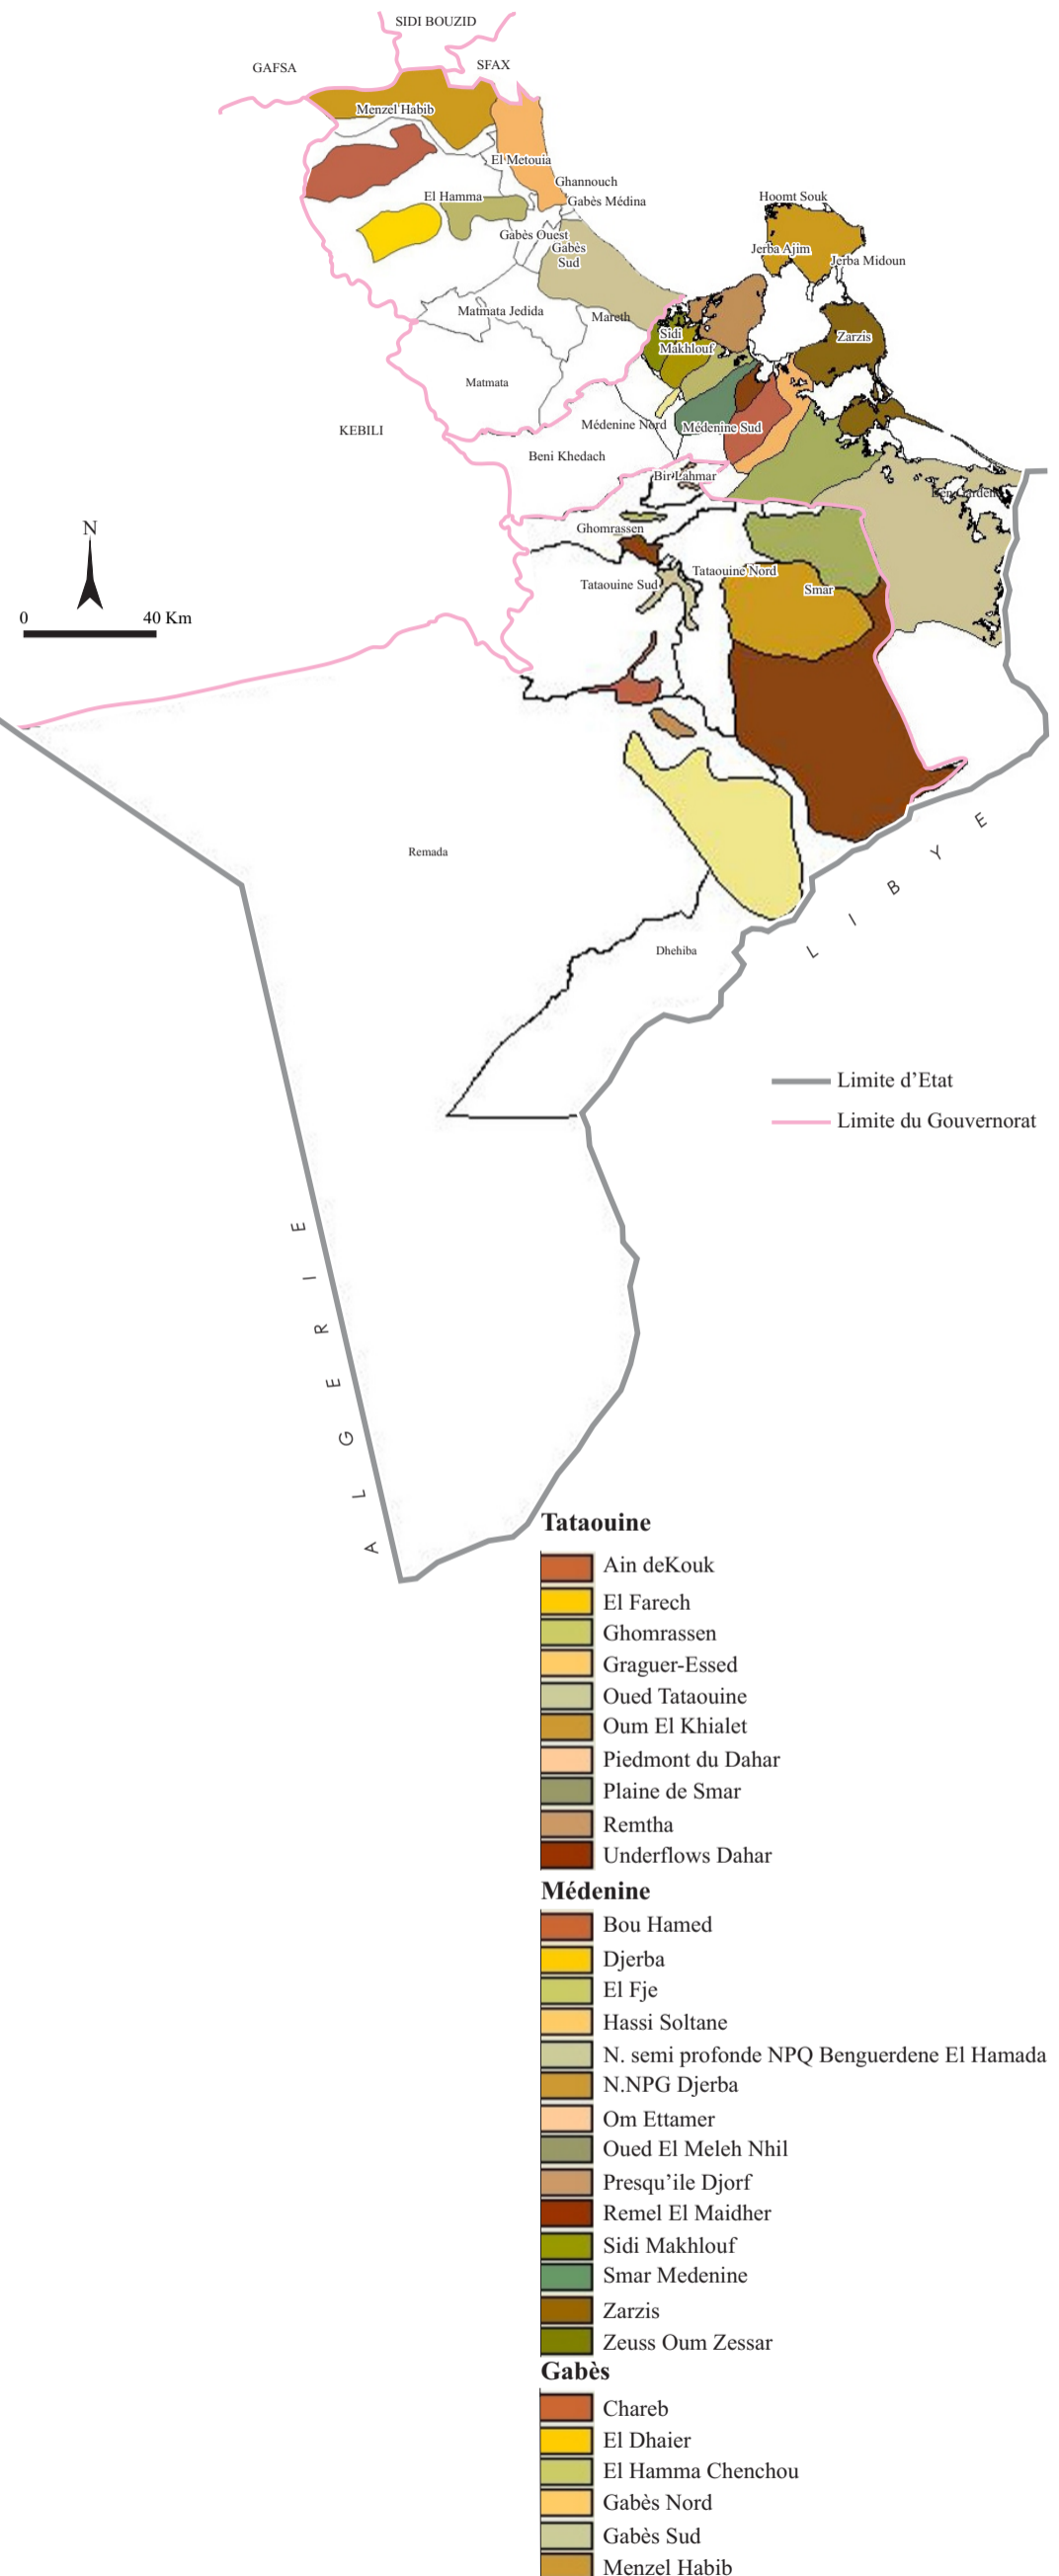 SIDI BOUZID
SFAX
GAFSA
Menzel Habib
El Metouia
Ghannouch
El Hamma
Gabès Médina
Hoomt Souk
Gabès Ouest
Gabès
Sud
Jerba Ajim
Jerba Midoun
Matmata Jedida
Mareth
Sidi
Makhlouf
Zarzis
Matmata
Médenine Nord
Médenine Sud
KEBILI
Beni Khedach
Bir Lahmar
Ben Gardene
N
Ghomrassen
Tataouine Nord
Tataouine Sud
Smar
0 40 Km
Remada
LIBYE
Dhehiba
Limite d’Etat
Limite du Gouvernorat
ALGERIE
Tataouine
Ain deKouk
El Farech
Ghomrassen
Graguer-Essed
Oued Tataouine
Oum El Khialet
Piedmont du Dahar
Plaine de Smar
Remtha
Underflows Dahar
Médenine
Bou Hamed
Djerba
El Fje
Hassi Soltane
N. semi profonde NPQ Benguerdene El Hamada
N.NPG Djerba
Om Ettamer
Oued El Meleh Nhil
Presqu’ile Djorf
Remel El Maidher
Sidi Makhlouf
Smar Medenine
Zarzis
Zeuss Oum Zessar
Gabès
Chareb
El Dhaier
El Hamma Chenchou
Gabès Nord
Gabès Sud
Menzel Habib